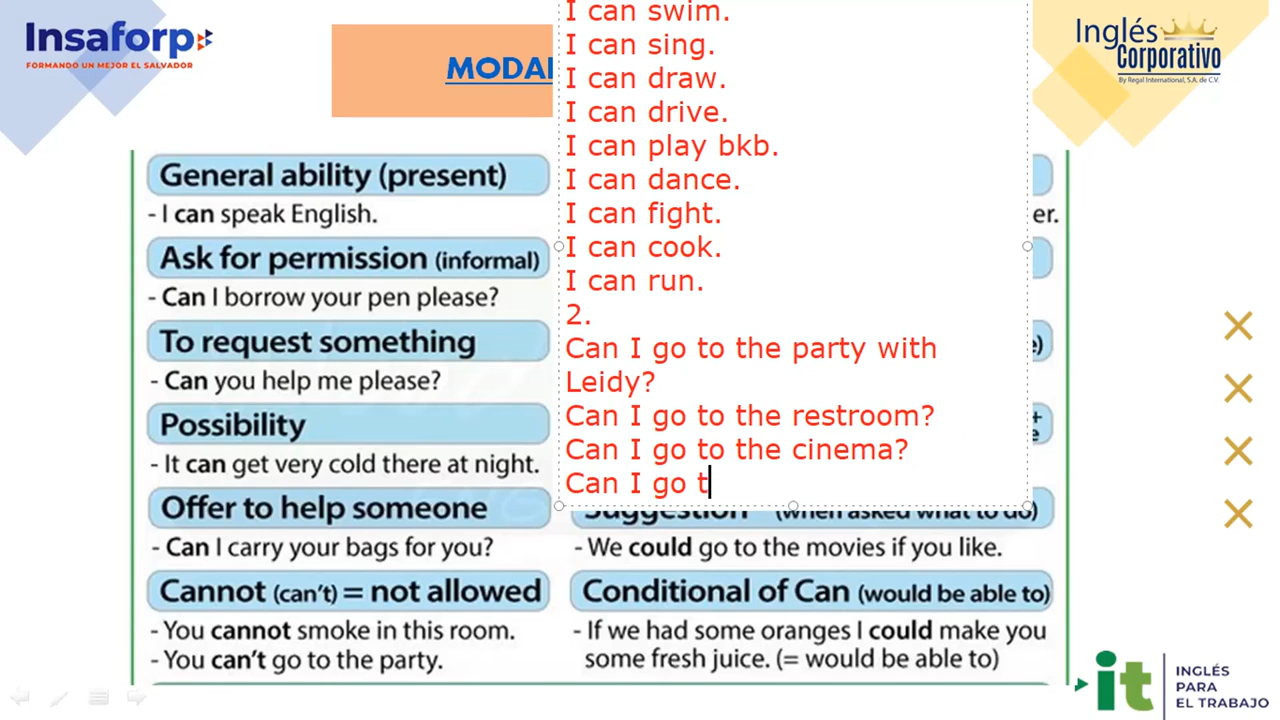 Insaforp
FORMANDO UN MEJOR EL SALVADOR
MODA
Inglés
Corporativo
By Regal International, S.A. de C.V.
General ability (present)
- I can speak English.
Ask for permission (informal)
- Can I borrow your pen please?
To request something
- Can you help me please?
Possibility
- It can get very cold there at night.
Offer to help someone
- Can I carry your bags for you?
Cannot (can't) = not allowed
- You cannot smoke in this room.
- You can't go to the party.
I can swim.
I can sing.
I can draw.
I can drive.
I can play bkb.
I can dance.
I can fight.
I can cook.
I can run.
2.
Can I go to the party with
Leidy?
Can I go to the restroom?
Can I go to the cinema?
Can I go t
er.
Suggestion (when asked what to do)
- We could go to the movies if you like.
Conditional of Can (would be able to)
- If we had some oranges I could make you
some fresh juice. (= would be able to)
it
INGLÉS
PARA
EL TRABAJO